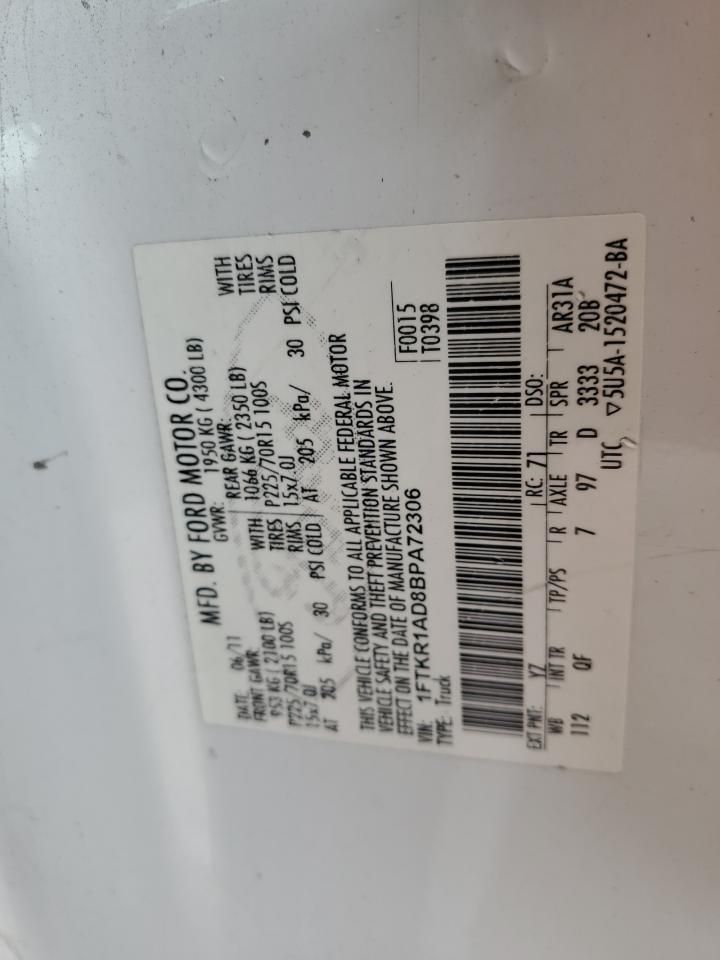 MFD. BY FORD MOTOR CO.
DATE: 06/11 GVWR: 1950 KG ( 4300 LB)
FRONT GAWR: REAR GAWR: WITH
953 KG ( 2100 LB) WITH 1066 KG ( 2350 LB) TIRES
P225/70R15 100S TIRES P225/70R15 100S RIMS
15x7.0J RIMS 15x7.0J
AT 205 kPa/ 30 PSI COLD AT 205 kPa/ 30 PSI COLD
THIS VEHICLE CONFORMS TO ALL APPLICABLE FEDERAL MOTOR
VEHICLE SAFETY AND THEFT PREVENTION STANDARDS IN
EFFECT ON THE DATE OF MANUFACTURE SHOWN ABOVE.
VIN: 1FTKR1AD8BPA72306 F0015
TYPE: Truck T0398
EXT PNT: YZ RC: 71 DSO:
WB INT TR TP/PS R AXLE TR SPR AR31A
112 QF 7 97 D 3333 20B
UTC ▽5U5A-1520472-BA